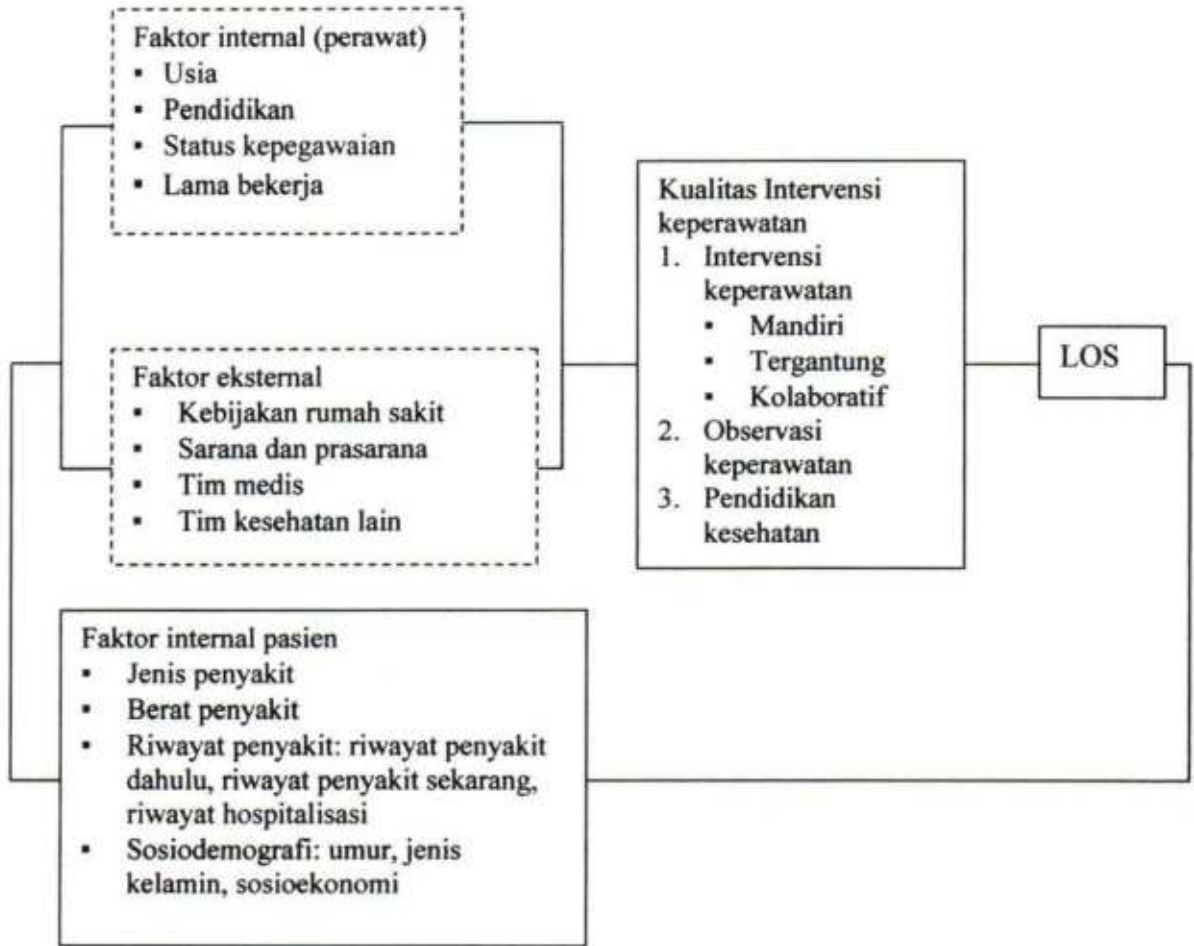 Faktor internal (perawat)
▪ Usia
▪ Pendidikan
▪ Status kepegawaian
▪ Lama bekerja
Faktor eksternal
▪ Kebijakan rumah sakit
▪ Sarana dan prasarana
▪ Tim medis
▪ Tim kesehatan lain
Kualitas Intervensi
keperawatan
1. Intervensi
keperawatan
▪ Mandiri
▪ Tergantung
▪ Kolaboratif
2. Observasi
keperawatan
3. Pendidikan
kesehatan
LOS
Faktor internal pasien
▪ Jenis penyakit
▪ Berat penyakit
▪ Riwayat penyakit: riwayat penyakit
dahulu, riwayat penyakit sekarang,
riwayat hospitalisasi
▪ Sosiodemografi: umur, jenis
kelamin, sosioekonomi